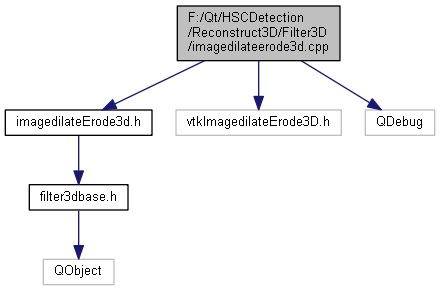 F:/Qt/HSCDetection
/Reconstruct3D/Filter3D
/imagedilateerode3d.cpp
imagedilateErode3d.h
vtkImagedilateErode3D.h
QDebug
filter3dbase.h
QObject